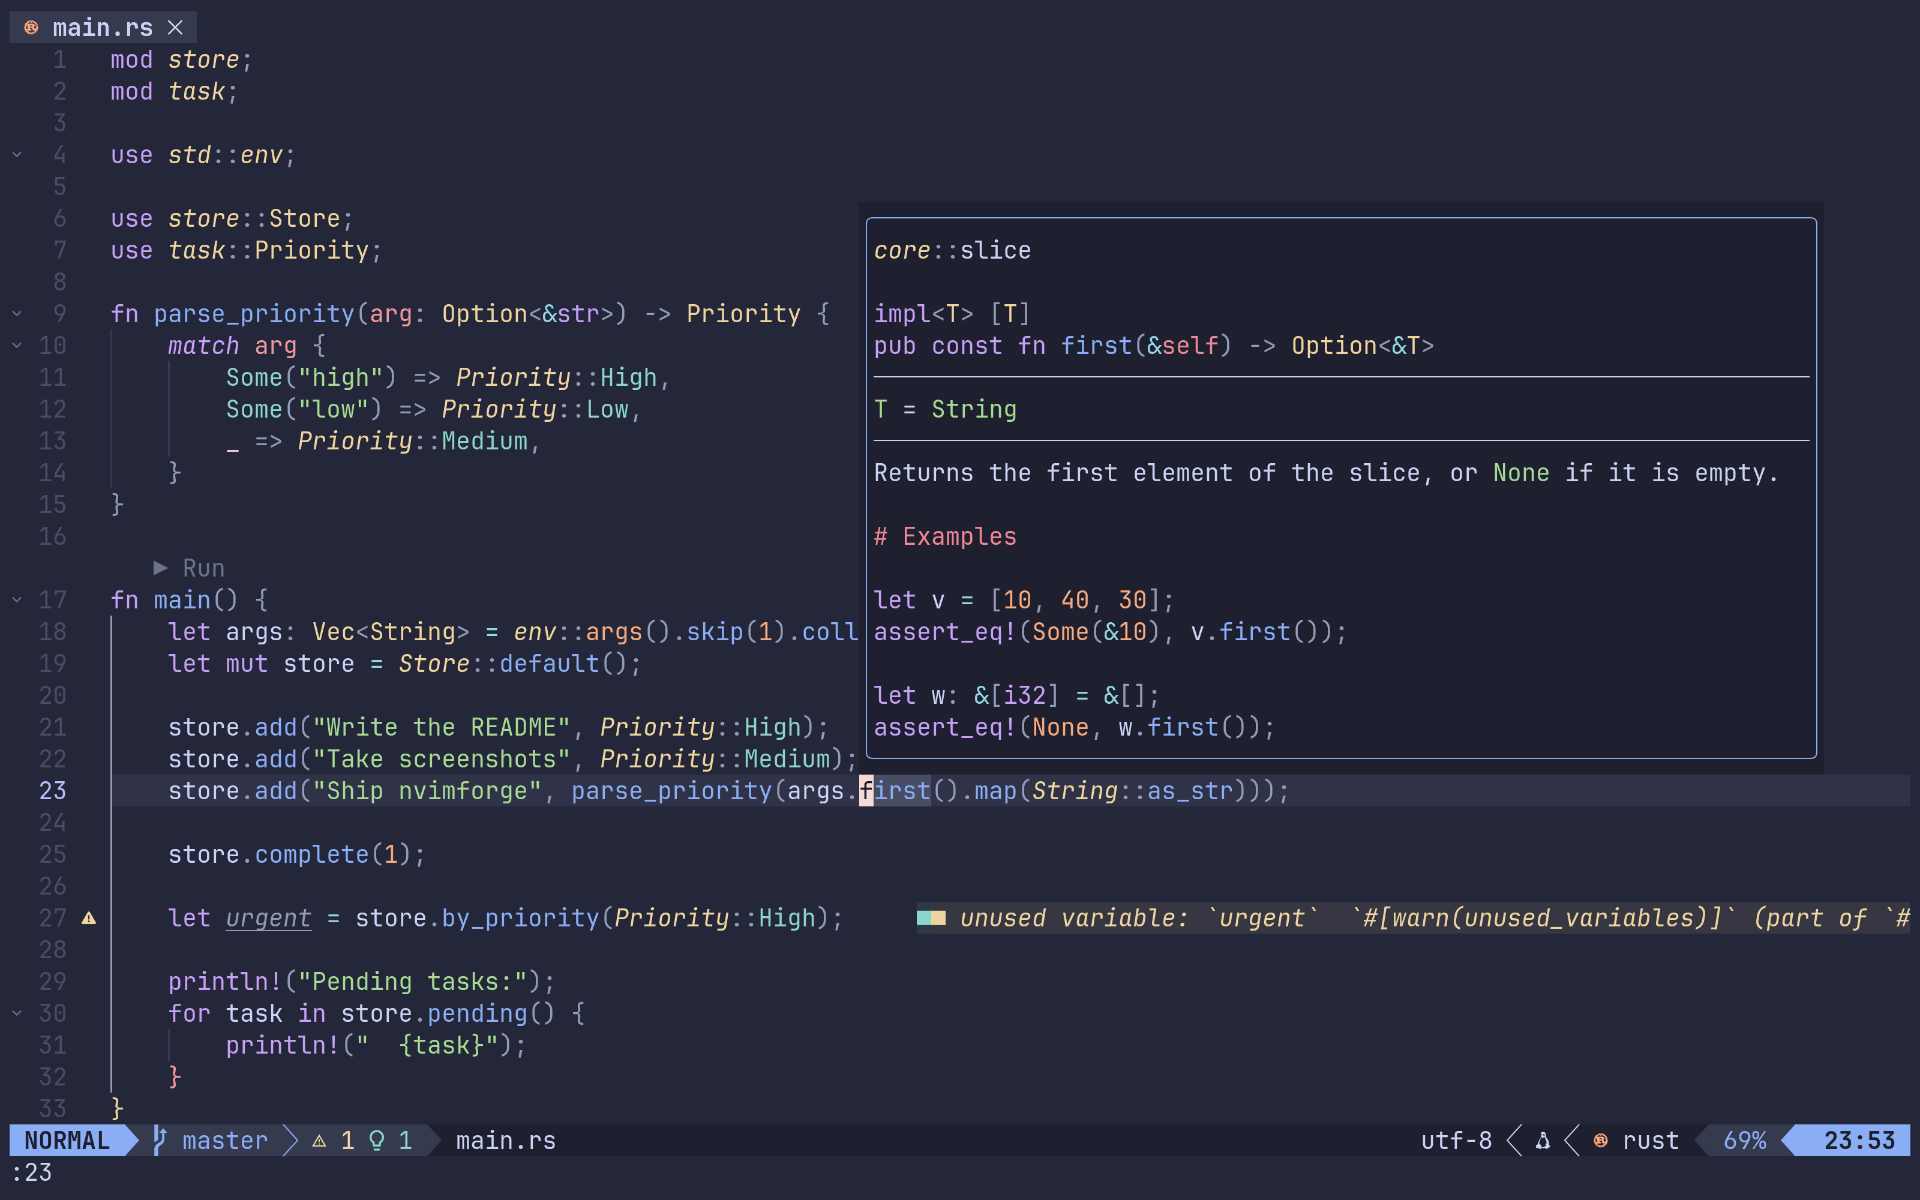 main.rs ×
1 mod store;
2 mod task;
3
4 use std::env;
5
6 use store::Store;
7 use task::Priority;
8
9 fn parse_priority(arg: Option<&str>) -> Priority {
10     match arg {
11         Some("high") => Priority::High,
12         Some("low") => Priority::Low,
13         _ => Priority::Medium,
14     }
15 }
16
▶ Run
17 fn main() {
18     let args: Vec<String> = env::args().skip(1).coll
19     let mut store = Store::default();
20
21     store.add("Write the README", Priority::High);
22     store.add("Take screenshots", Priority::Medium);
23     store.add("Ship nvimforge", parse_priority(args.first().map(String::as_str)));
24
25     store.complete(1);
26
27     let urgent = store.by_priority(Priority::High); unused variable: `urgent` `#[warn(unused_variables)]` (part of `#
28
29     println!("Pending tasks:");
30     for task in store.pending() {
31         println!("  {task}");
32     }
33 }
core::slice
impl<T> [T]
pub const fn first(&self) -> Option<&T>
T = String
Returns the first element of the slice, or None if it is empty.
# Examples
let v = [10, 40, 30];
assert_eq!(Some(&10), v.first());
let w: &[i32] = &[];
assert_eq!(None, w.first());
NORMAL master 1 1 main.rs utf-8 rust 69% 23:53
:23